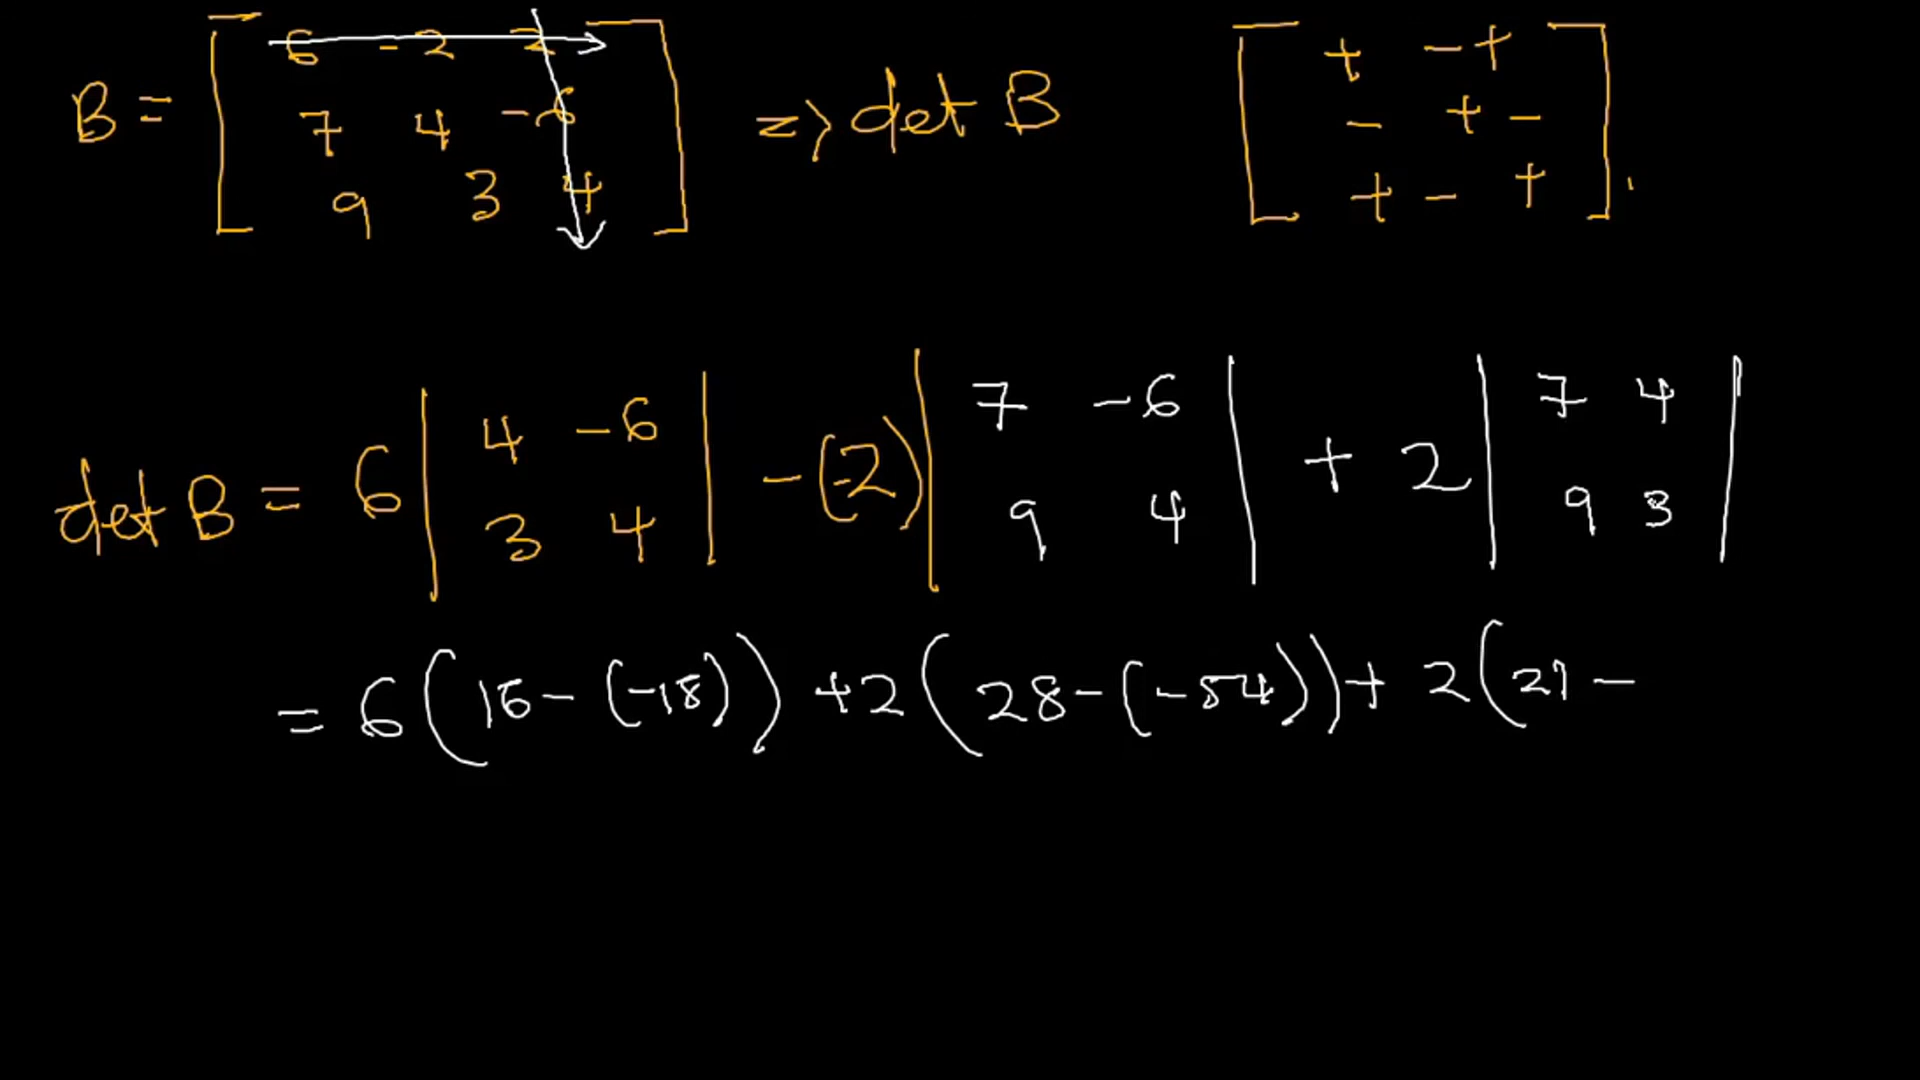 B = [ 6 -2 2 + - +
7 4 -6 => det B - + -
9 3 4 ] + - + ].
det B = 6 | 4 -6 3 4 | - (-2) | 7 -6 9 4 | + 2 | 7 4 9 3 |
= 6 ( 16 - (-18) ) + 2 ( 28 - (-54) ) + 2 ( 21 -